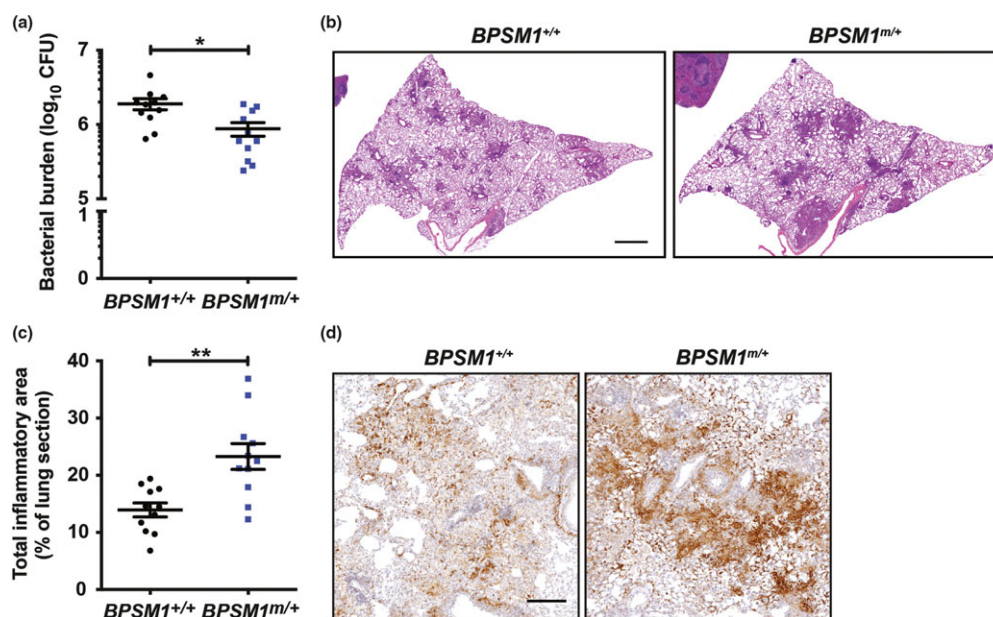 (a)
*
7
6
5
1
0
Bacterial burden (log₁₀ CFU)
BPSM1⁺/⁺ BPSM1ᵐ/⁺
(b)
BPSM1⁺/⁺ BPSM1ᵐ/⁺
(c)
**
40
30
20
10
0
Total inflammatory area
(% of lung section)
BPSM1⁺/⁺ BPSM1ᵐ/⁺
(d)
BPSM1⁺/⁺ BPSM1ᵐ/⁺